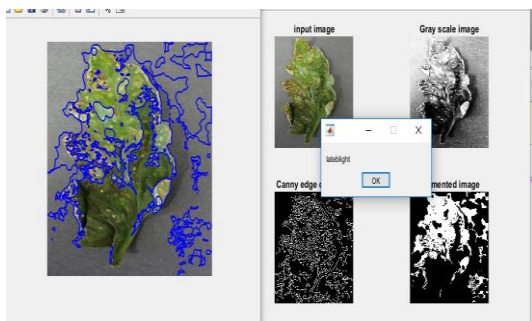 input image
Gray scale image
X
lateblight
OK
Canny edge
mented image